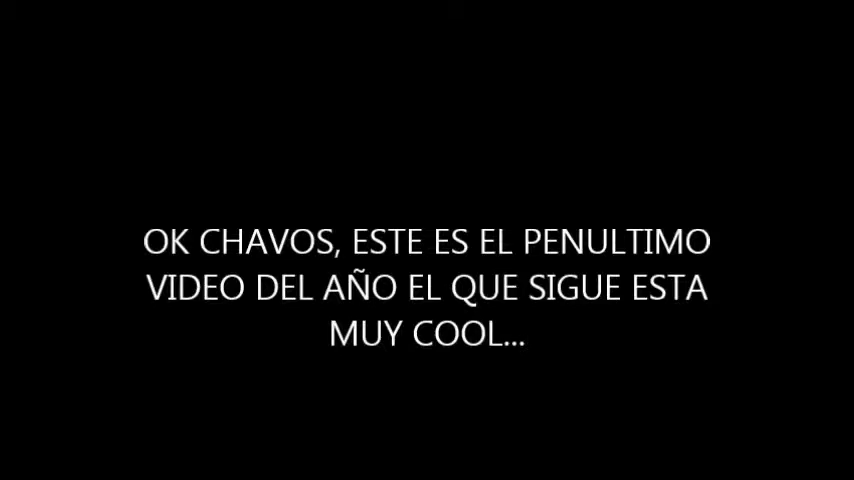 OK CHAVOS, ESTE ES EL PENULTIMO
VIDEO DEL AÑO EL QUE SIGUE ESTA
MUY COOL...